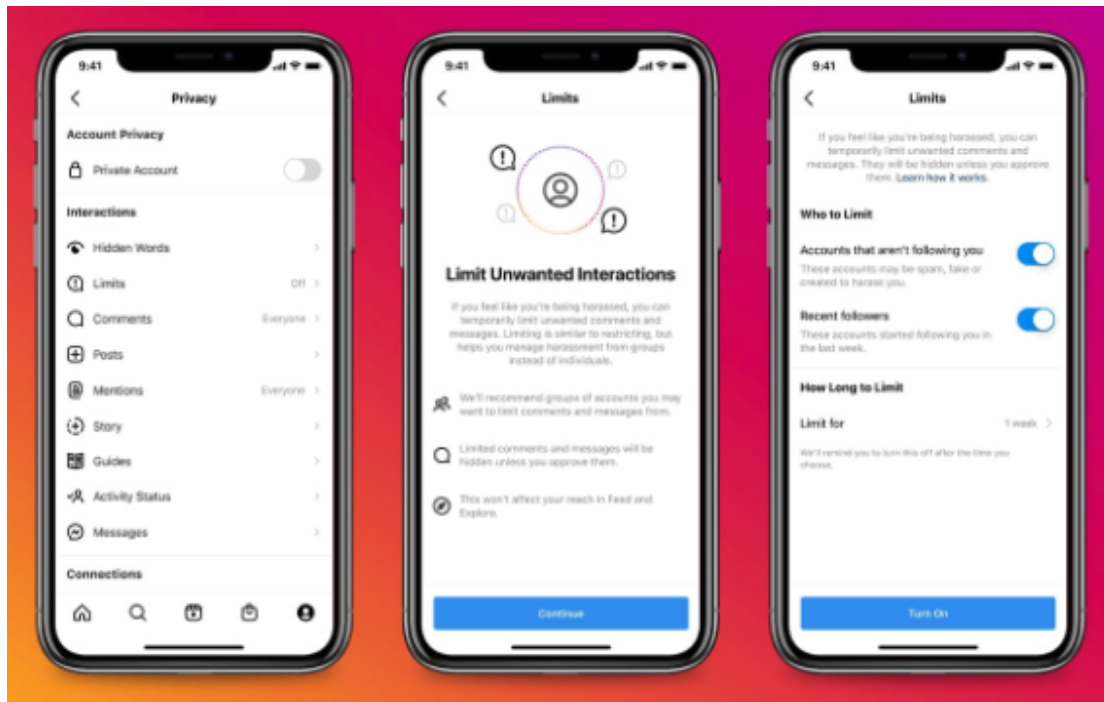 9:41
Privacy
Account Privacy
Private Account
Interactions
Hidden Words
Limits Off
Comments Everyone
Posts
Mentions Everyone
Story
Guides
Activity Status
Messages
Connections
9:41
Limits
Limit Unwanted Interactions
If you feel like you're being harassed, you can
temporarily limit unwanted comments and
messages. Limiting is similar to restricting, but
helps you manage harassment from groups
instead of individuals.
We'll recommend groups of accounts you may
want to limit comments and messages from.
Limited comments and messages will be
hidden unless you approve them.
This won't affect your reach in Feed and
Explore.
Continue
9:41
Limits
If you feel like you're being harassed, you can
temporarily limit unwanted comments and
messages. They will be hidden unless you approve
them. Learn how it works.
Who to Limit
Accounts that aren't following you
These accounts may be spam, fake or
created to harass you.
Recent followers
These accounts started following you in
the last week.
How Long to Limit
Limit for 1 week
We'll remind you to turn this off after the time you
choose.
Turn On